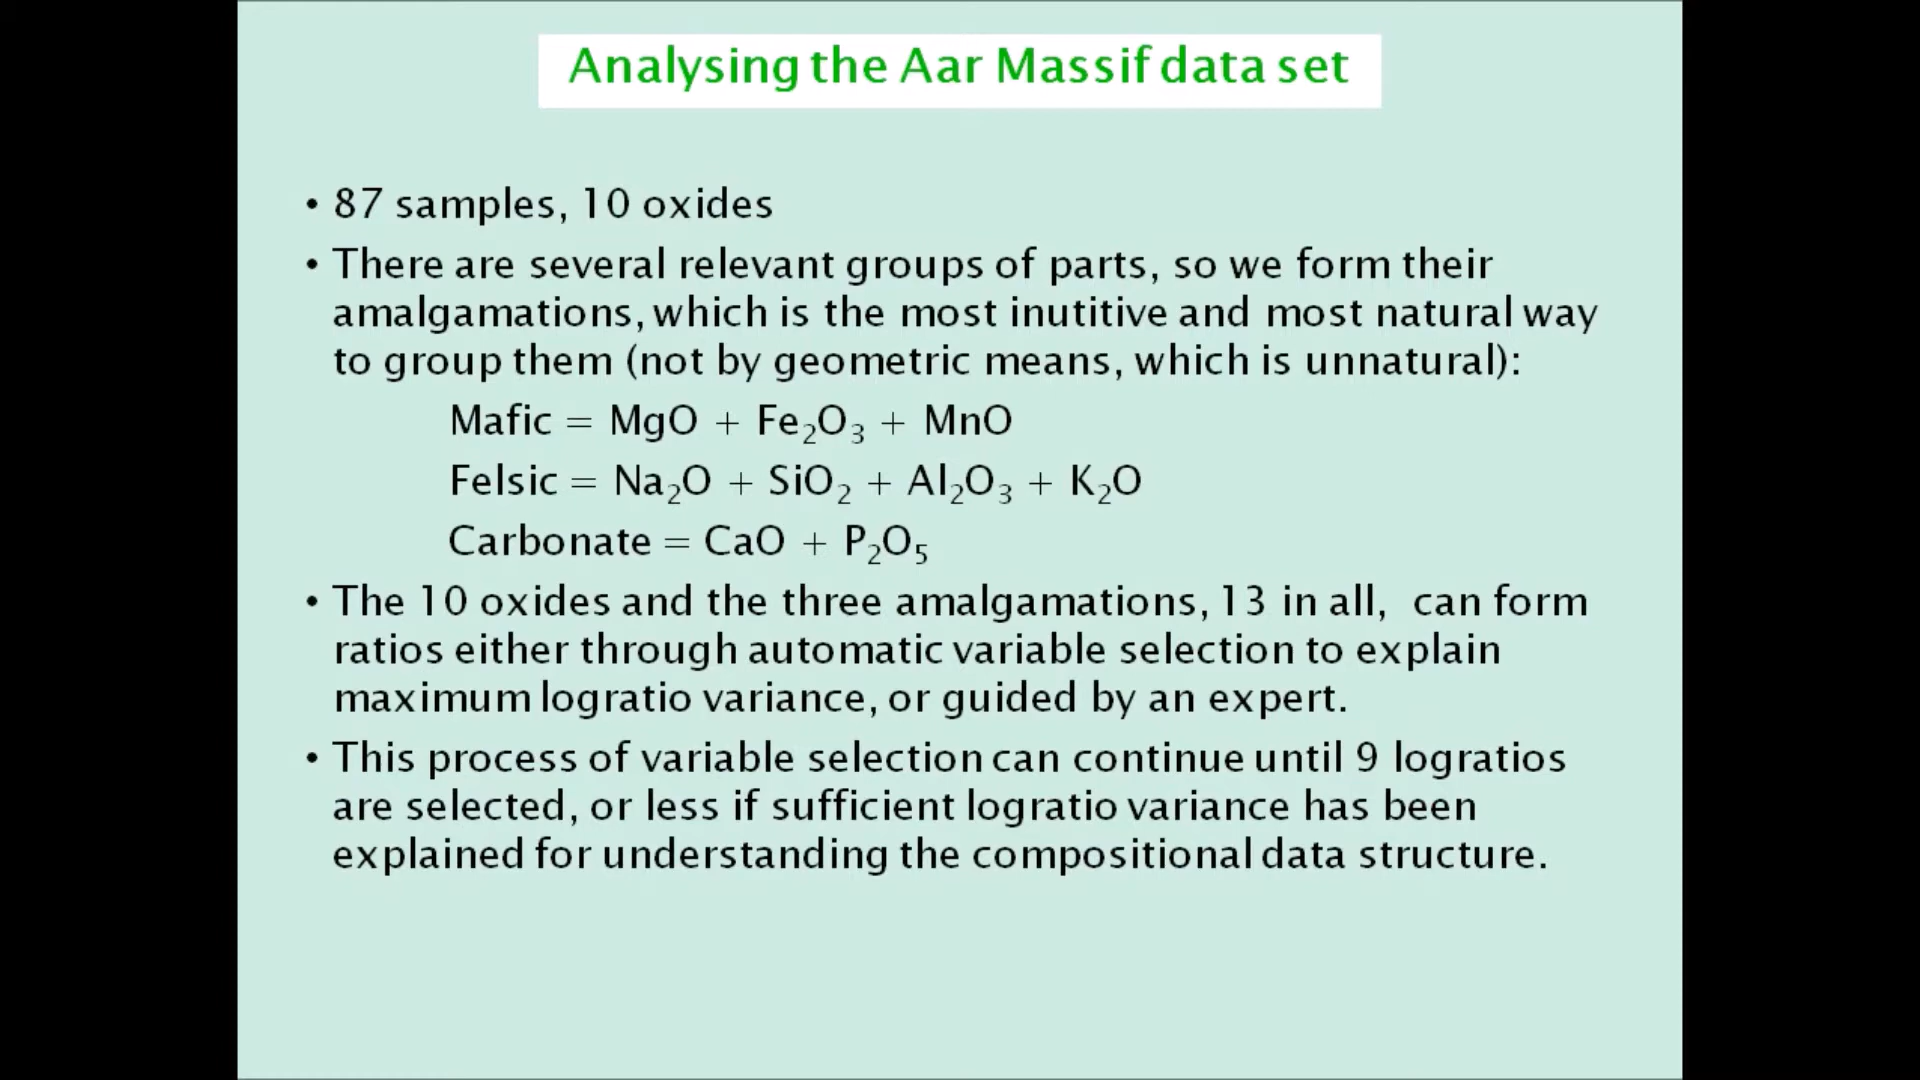 Analysing the Aar Massif data set
• 87 samples, 10 oxides
• There are several relevant groups of parts, so we form their
amalgamations, which is the most inutitive and most natural way
to group them (not by geometric means, which is unnatural):
Mafic = MgO + Fe₂O₃ + MnO
Felsic = Na₂O + SiO₂ + Al₂O₃ + K₂O
Carbonate = CaO + P₂O₅
• The 10 oxides and the three amalgamations, 13 in all, can form
ratios either through automatic variable selection to explain
maximum logratio variance, or guided by an expert.
• This process of variable selection can continue until 9 logratios
are selected, or less if sufficient logratio variance has been
explained for understanding the compositional data structure.